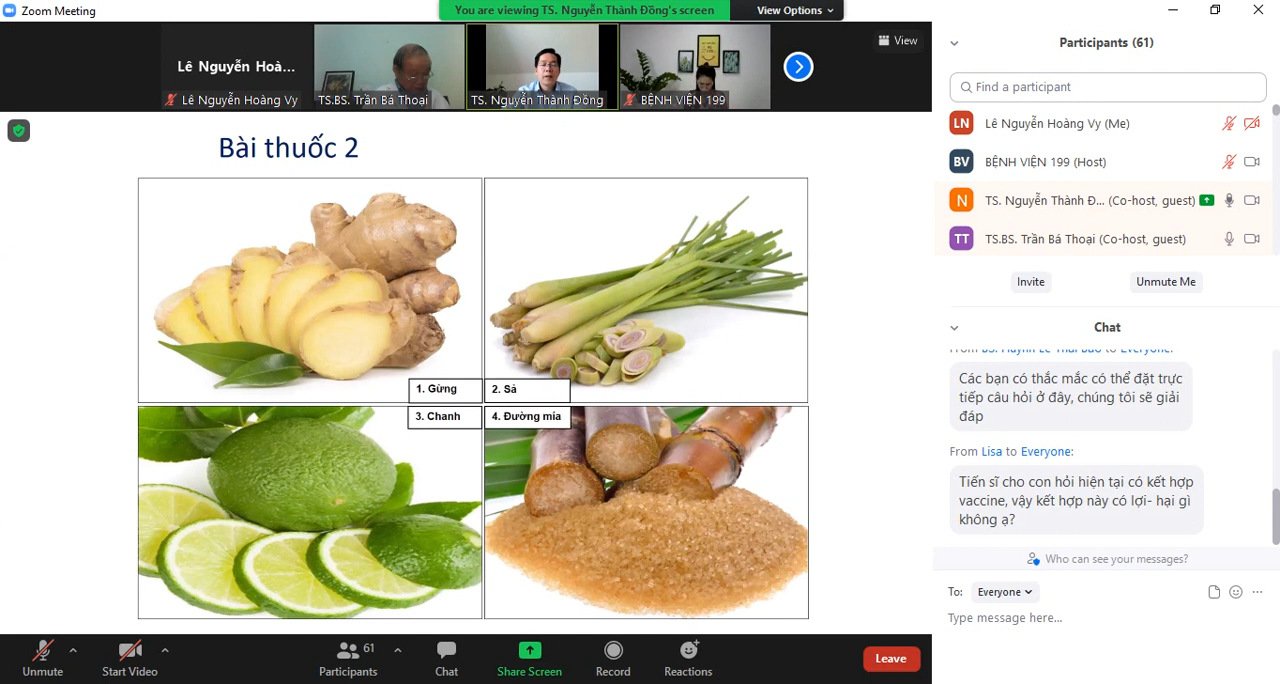 Zoom Meeting
You are viewing TS. Nguyễn Thành Đồng's screen
View Options
Lê Nguyễn Hoà...
Lê Nguyễn Hoàng Vy
TS.BS. Trần Bá Thoại
TS. Nguyễn Thành Đồng
BỆNH VIỆN 199
View
Bài thuốc 2
1. Gừng
2. Sả
3. Chanh
4. Đường mía
Participants (61)
Find a participant
LN
Lê Nguyễn Hoàng Vy (Me)
BV
BỆNH VIỆN 199 (Host)
N
TS. Nguyễn Thành Đ... (Co-host, guest)
TT
TS.BS. Trần Bá Thoại (Co-host, guest)
Invite
Unmute Me
Chat
Các bạn có thắc mắc có thể đặt trực
tiếp câu hỏi ở đây, chúng tôi sẽ giải
đáp
From Lisa to Everyone:
Tiến sĩ cho con hỏi hiện tại có kết hợp
vaccine, vậy kết hợp này có lợi- hại gì
không ạ?
Who can see your messages?
To:
Everyone
Type message here...
Unmute
Start Video
61
Participants
Chat
Share Screen
Record
Reactions
Leave